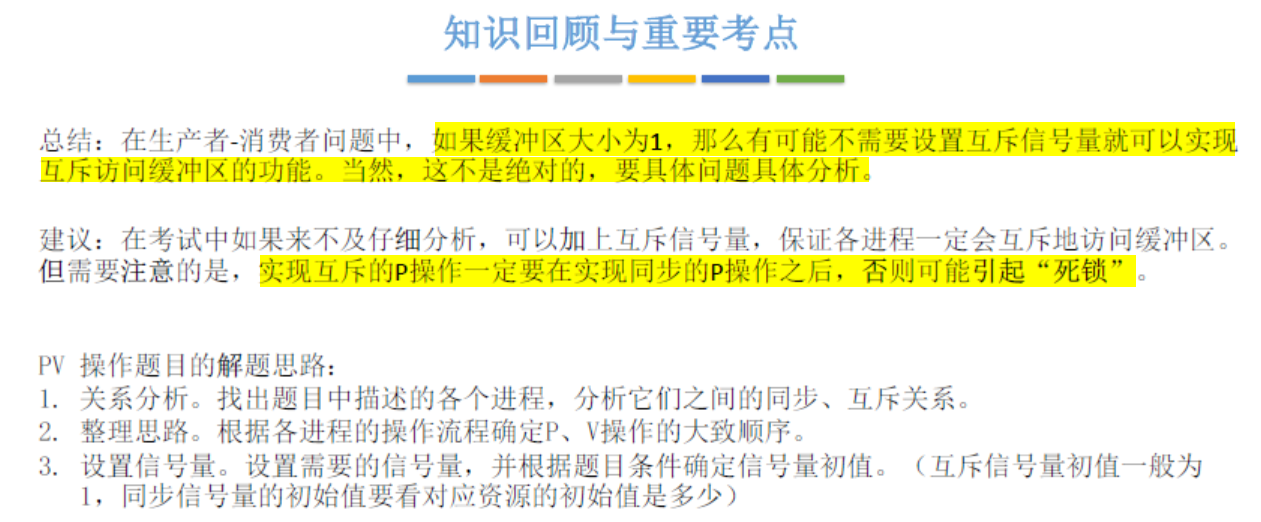 知识回顾与重要考点
总结：在生产者-消费者问题中，如果缓冲区大小为1，那么有可能不需要设置互斥信号量就可以实现
互斥访问缓冲区的功能。当然，这不是绝对的，要具体问题具体分析。
建议：在考试中如果来不及仔细分析，可以加上互斥信号量，保证各进程一定会互斥地访问缓冲区。
但需要注意的是，实现互斥的P操作一定要在实现同步的P操作之后，否则可能引起“死锁”。
PV 操作题目的解题思路：
1. 关系分析。找出题目中描述的各个进程，分析它们之间的同步、互斥关系。
2. 整理思路。根据各进程的操作流程确定P、V操作的大致顺序。
3. 设置信号量。设置需要的信号量，并根据题目条件确定信号量初值。（互斥信号量初值一般为
1，同步信号量的初始值要看对应资源的初始值是多少）